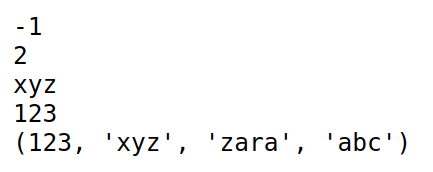 -1
2
xyz
123
(123, 'xyz', 'zara', 'abc')